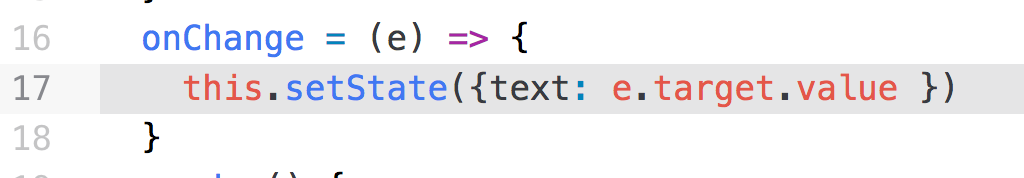 16 onChange = (e) => {
17 this.setState({text: e.target.value })
18 }
() {